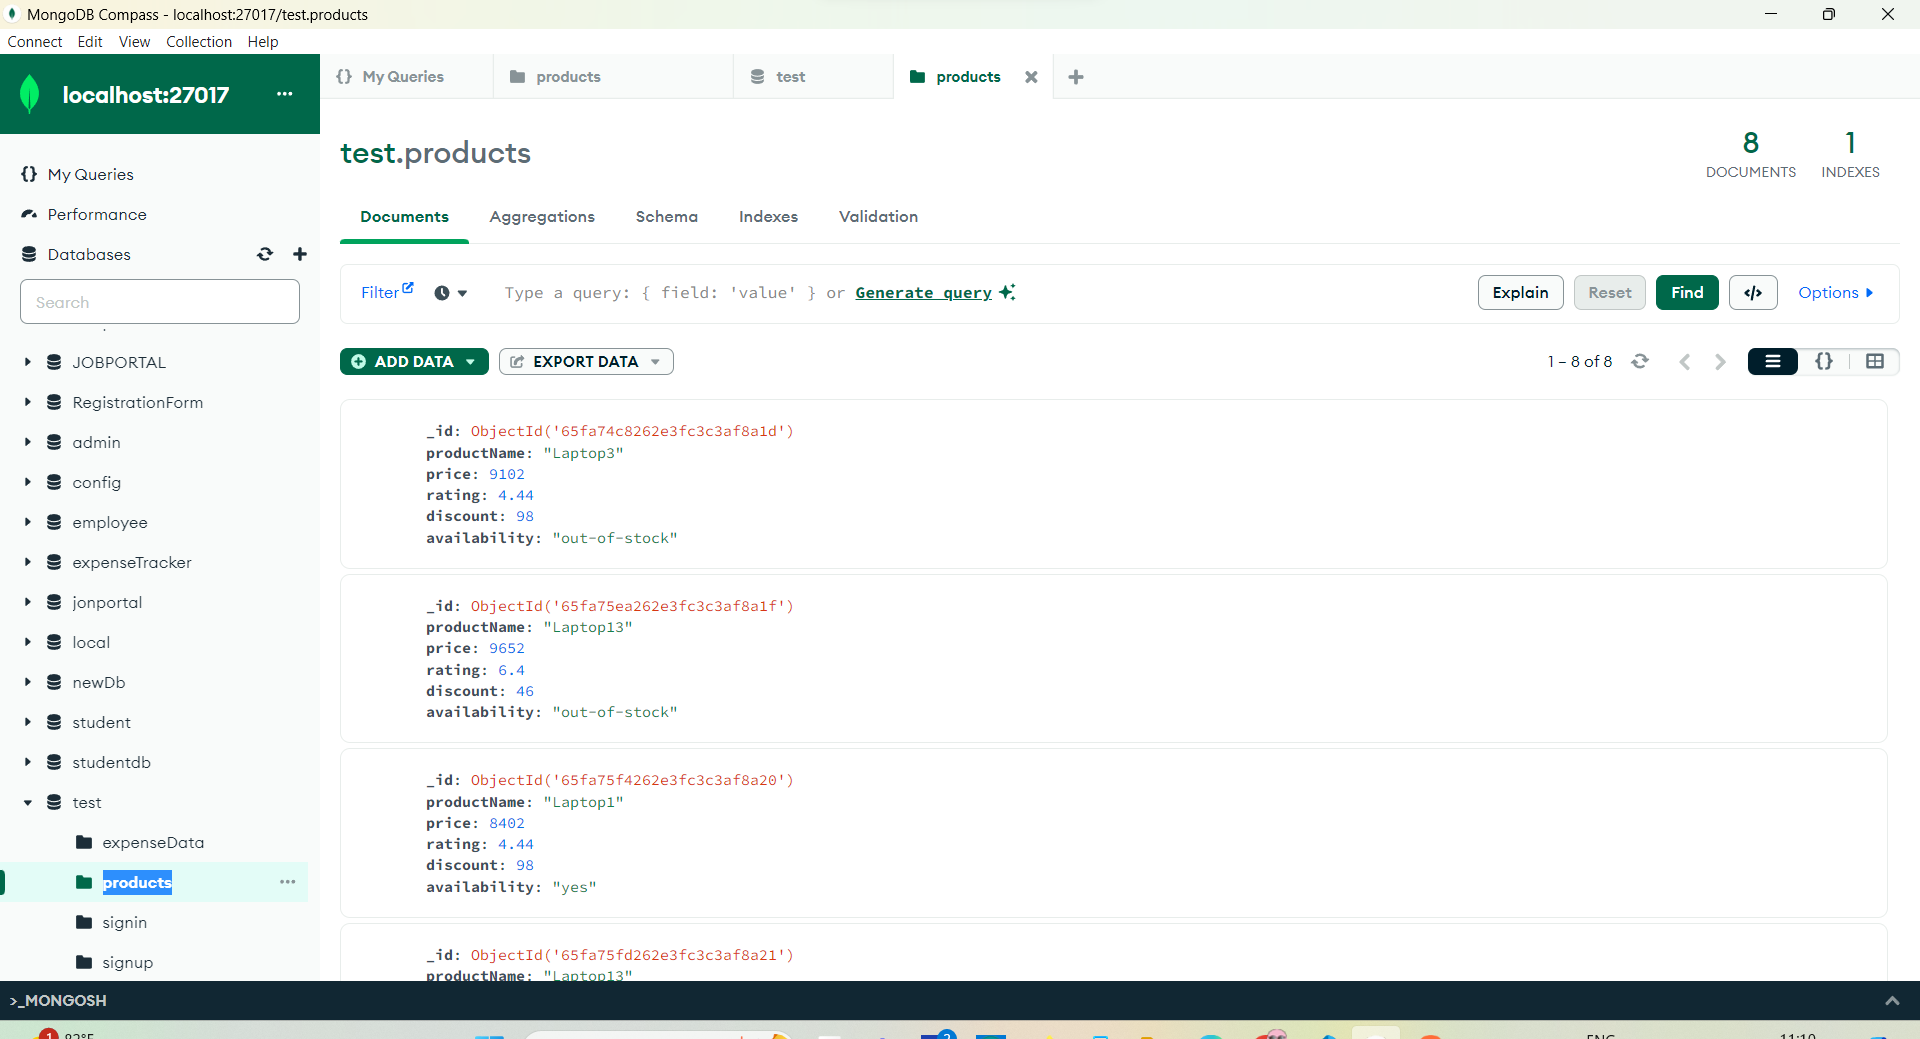 MongoDB Compass - localhost:27017/test.products
Connect Edit View Collection Help
localhost:27017 ...
My Queries products test products
test.products
8 DOCUMENTS
1 INDEXES
{} My Queries
Performance
Databases
Search
JOBPORTAL
RegistrationForm
admin
config
employee
expenseTracker
jonportal
local
newDb
student
studentdb
test
expenseData
products ...
signin
signup
Documents Aggregations Schema Indexes Validation
Filter Type a query: { field: 'value' } or Generate query Explain Reset Find </> Options
ADD DATA EXPORT DATA 1 – 8 of 8 {}
_id: ObjectId('65fa74c8262e3fc3c3af8a1d')
productName: "Laptop3"
price: 9102
rating: 4.44
discount: 98
availability: "out-of-stock"
_id: ObjectId('65fa75ea262e3fc3c3af8a1f')
productName: "Laptop13"
price: 9652
rating: 6.4
discount: 46
availability: "out-of-stock"
_id: ObjectId('65fa75f4262e3fc3c3af8a20')
productName: "Laptop1"
price: 8402
rating: 4.44
discount: 98
availability: "yes"
_id: ObjectId('65fa75fd262e3fc3c3af8a21')
productName: "Laptop13"
>_MONGOSH
1 2